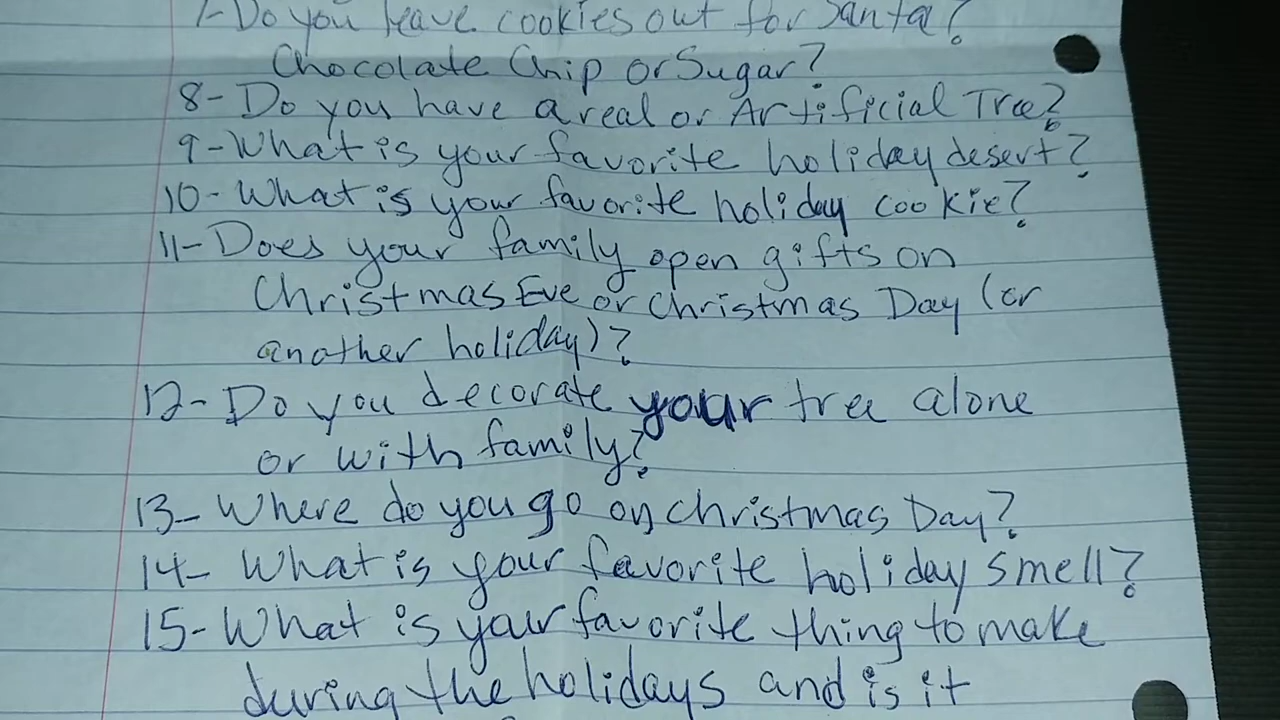 7-Do you leave cookies out for Santa?
Chocolate Chip or Sugar?
8-Do you have a real or Artificial Tree?
9-What is your favorite holiday desert?
10-What is your favorite holiday cookie?
11-Does your family open gifts on
Christmas Eve or Christmas Day (or
another holiday)?
12-Do you decorate your tree alone
or with family?
13-Where do you go on Christmas Day?
14-What is your favorite holiday smell?
15-What is your favorite thing to make
during the holidays and is it